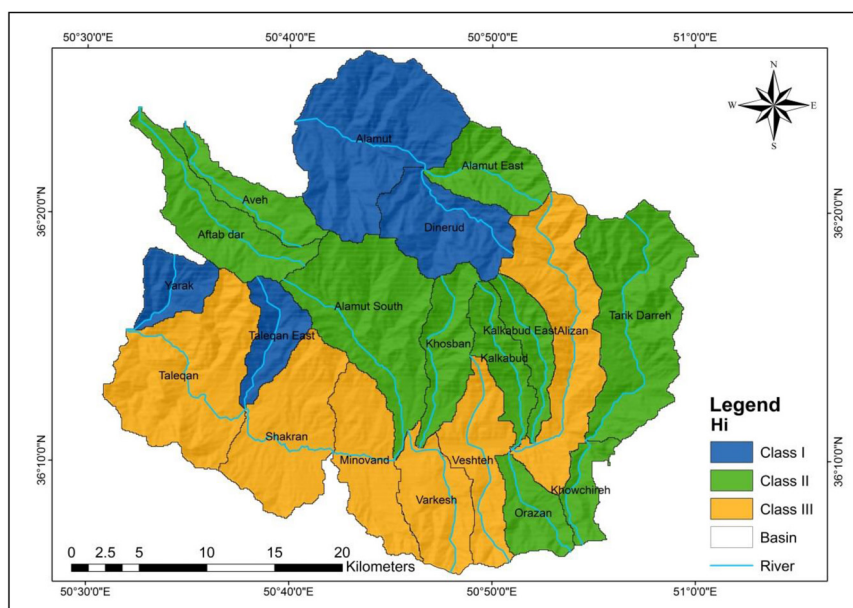 50°30'0"E 50°40'0"E 50°50'0"E 51°0'0"E
N
W E
S
36°20'0"N
36°20'0"N
36°10'0"N
36°10'0"N
Alamut
Alamut East
Aveh
Dinerud
Aftab dar
Yarak
Alamut South
Taleqan East
Khosban
Kalkabud East
Alizan
Tarik Darreh
Kalkabud
Taleqan
Shakran
Minovand
Veshteh
Varkesh
Khowchireh
Orazan
Legend
Hi
Class I
Class II
Class III
Basin
River
0 2.5 5 10 15 20
Kilometers
50°30'0"E 50°40'0"E 50°50'0"E 51°0'0"E